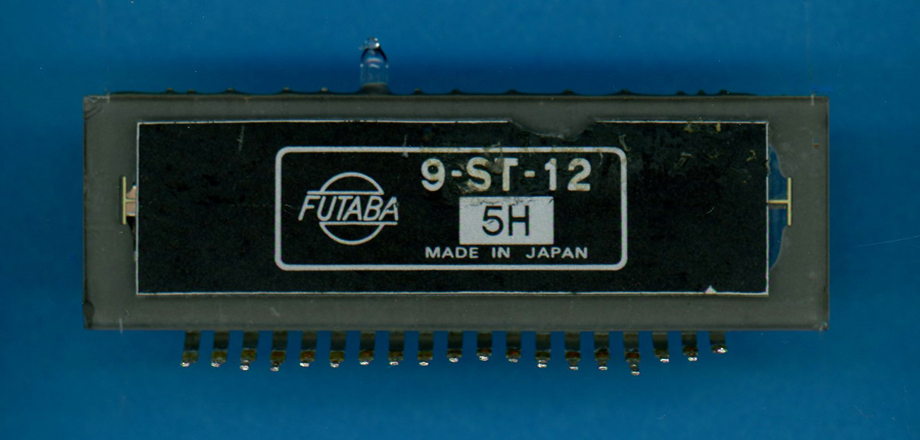 9-ST-12
FUTABA
5H
MADE IN JAPAN